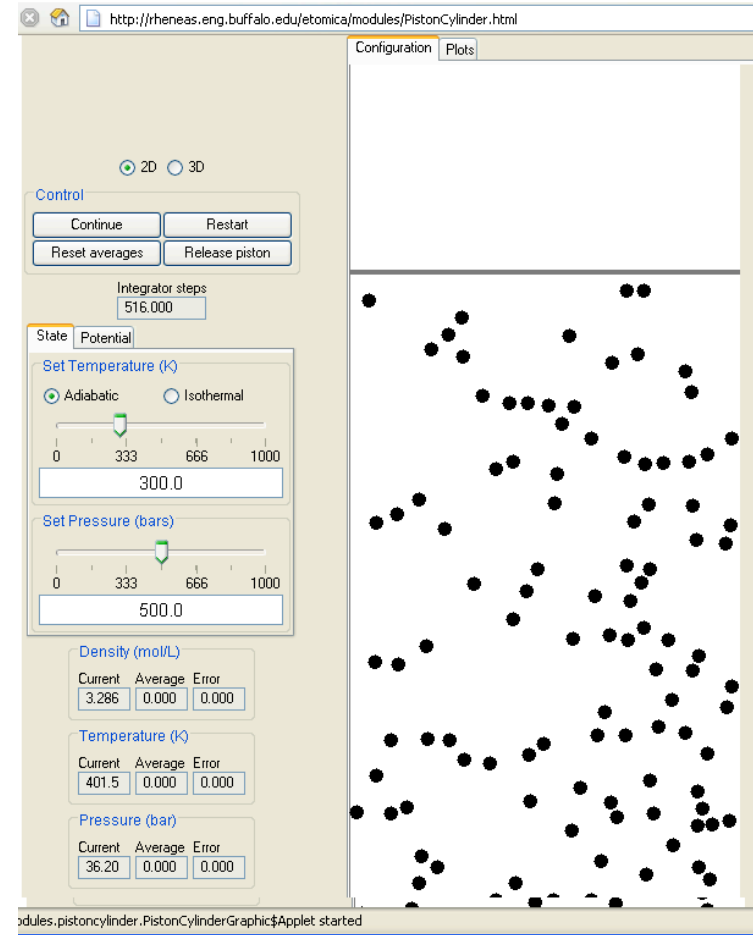 http://rheneas.eng.buffalo.edu/etomica/modules/PistonCylinder.html
Configuration Plots
2D 3D
Control
Continue Restart
Reset averages Release piston
Integrator steps
516.000
State Potential
Set Temperature (K)
Adiabatic Isothermal
0 333 666 1000
300.0
Set Pressure (bars)
0 333 666 1000
500.0
Density (mol/L)
Current Average Error
3.286 0.000 0.000
Temperature (K)
Current Average Error
401.5 0.000 0.000
Pressure (bar)
Current Average Error
36.20 0.000 0.000
odules.pistoncylinder.PistonCylinderGraphic$Applet started